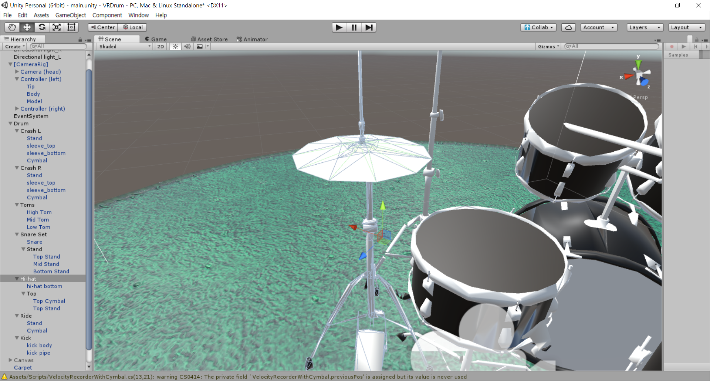 Unity Personal (64bit) - main.unity - VRDrum - PC, Mac & Linux Standalone* <DX11>
File Edit Assets GameObject Component Window Help
Center Local Collab Account Layers Layout
Hierarchy Scene Game Asset Store Animator
Create All Shaded 2D Gizmos All Samples
Directional light_L
[CameraRig]
Camera (head)
Controller (left)
Tip
Body
Model
Controller (right)
EventSystem
Drum
Crash L
Stand
sleeve_top
sleeve_bottom
Cymbal
Crash R
Stand
sleeve_top
sleeve_bottom
Cymbal
Toms
High Tom
Mid Tom
Low Tom
Snare Set
Snare
Stand
Top Stand
Mid Stand
Bottom Stand
Hi-hat
hi-hat bottom
Top
Top Cymbal
Top Stand
Ride
Stand
Cymbal
Kick
kick body
kick pipe
Canvas
Carpet
y
x
z
Persp
Assets/Scripts/VelocityRecorderWithCymbal.cs(13,21): warning CS0414: The private field `VelocityRecorderWithCymbal.previousPos' is assigned but its value is never used